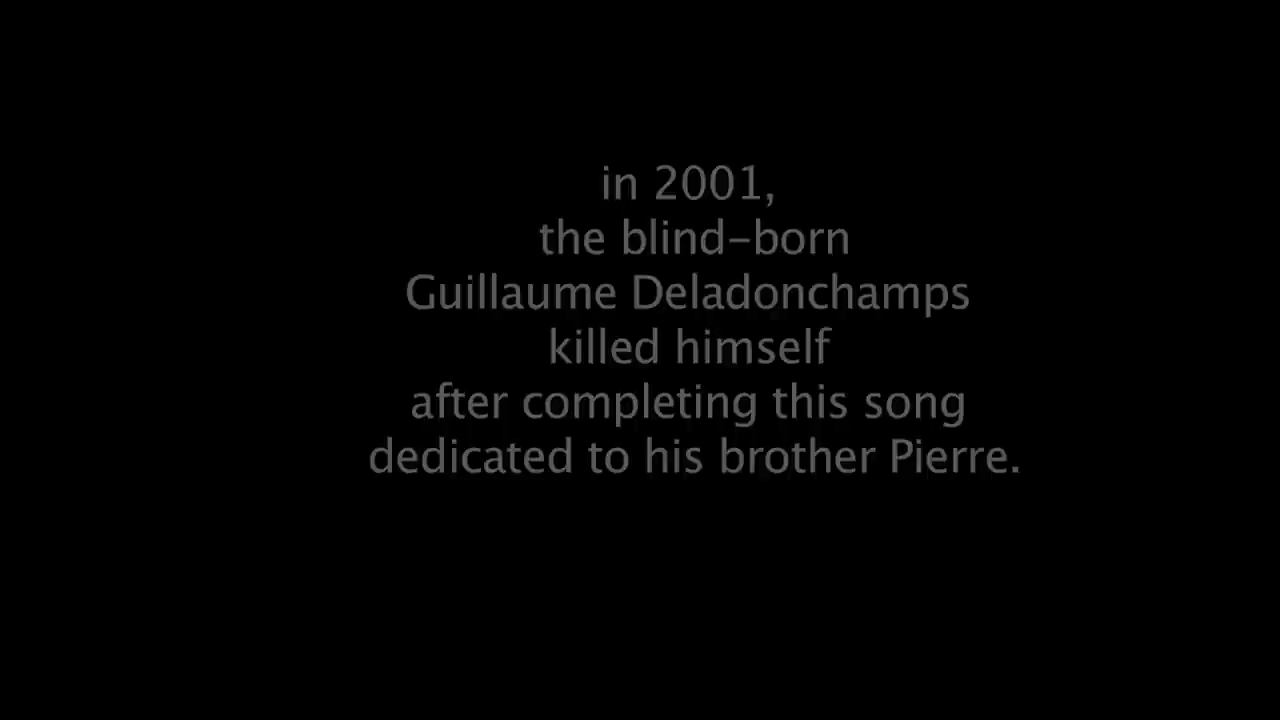 in 2001,
the blind-born
Guillaume Deladonchamps
killed himself
after completing this song
dedicated to his brother Pierre.